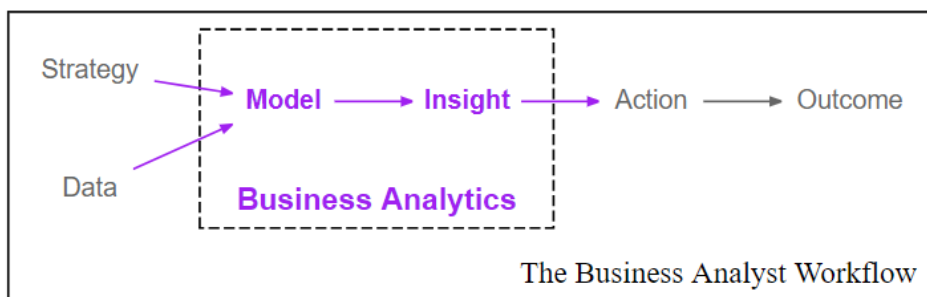 Strategy
Model
Insight
Action
Outcome
Data
Business Analytics
The Business Analyst Workflow